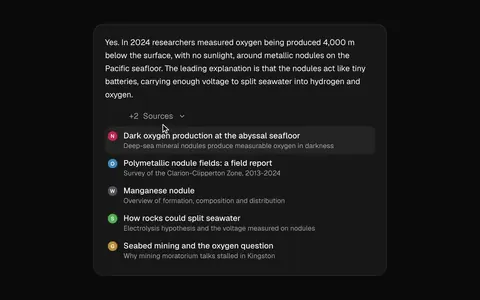 Yes. In 2024 researchers measured oxygen being produced 4,000 m
below the surface, with no sunlight, around metallic nodules on the
Pacific seafloor. The leading explanation is that the nodules act like tiny
batteries, carrying enough voltage to split seawater into hydrogen and
oxygen.
+2 Sources
N Dark oxygen production at the abyssal seafloor
Deep-sea mineral nodules produce measurable oxygen in darkness
O Polymetallic nodule fields: a field report
Survey of the Clarion-Clipperton Zone, 2013-2024
W Manganese nodule
Overview of formation, composition and distribution
S How rocks could split seawater
Electrolysis hypothesis and the voltage measured on nodules
G Seabed mining and the oxygen question
Why mining moratorium talks stalled in Kingston